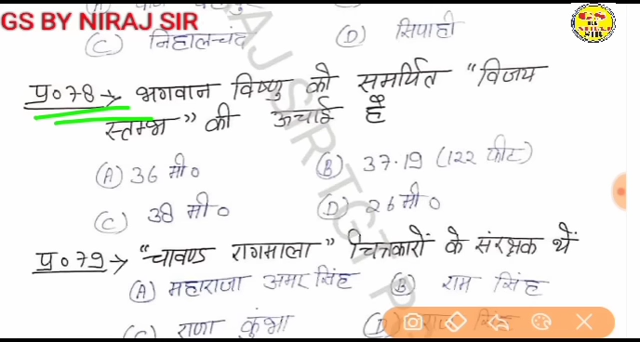 GS BY NIRAJ SIR
(C) निहालचंद (D) सिपाही
प्र०78→ भगवान विष्णु को समर्पित "विजय
स्तम्भ" की ऊचाई है
(A) 36 मी० (B) 37.19 (122 फीट)
(C) 38 मी० (D) 26 मी०
प्र०79→ "चावण्ड रागमाला" चित्रकारों के संरक्षक थें
(A) महाराजा अमर सिंह (B) राम सिंह
(C) राणा कुंभा (D)